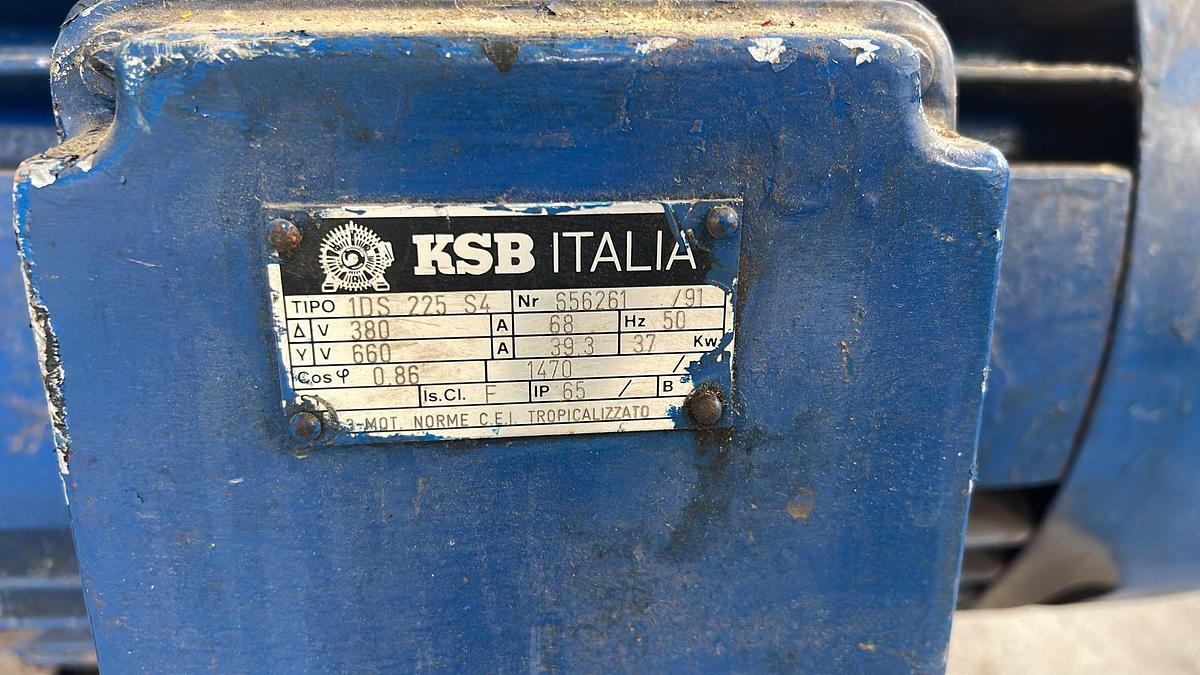 KSB ITALIA
TIPO 1DS 225 S4 Nr 656261 /91
Δ V 380 A 68 Hz 50
Y V 660 A 39.3 37 Kw
Cos φ 0.86 1470 /
Is.Cl. F IP 65 / B
3-MOT. NORME C.E.I. TROPICALIZZATO